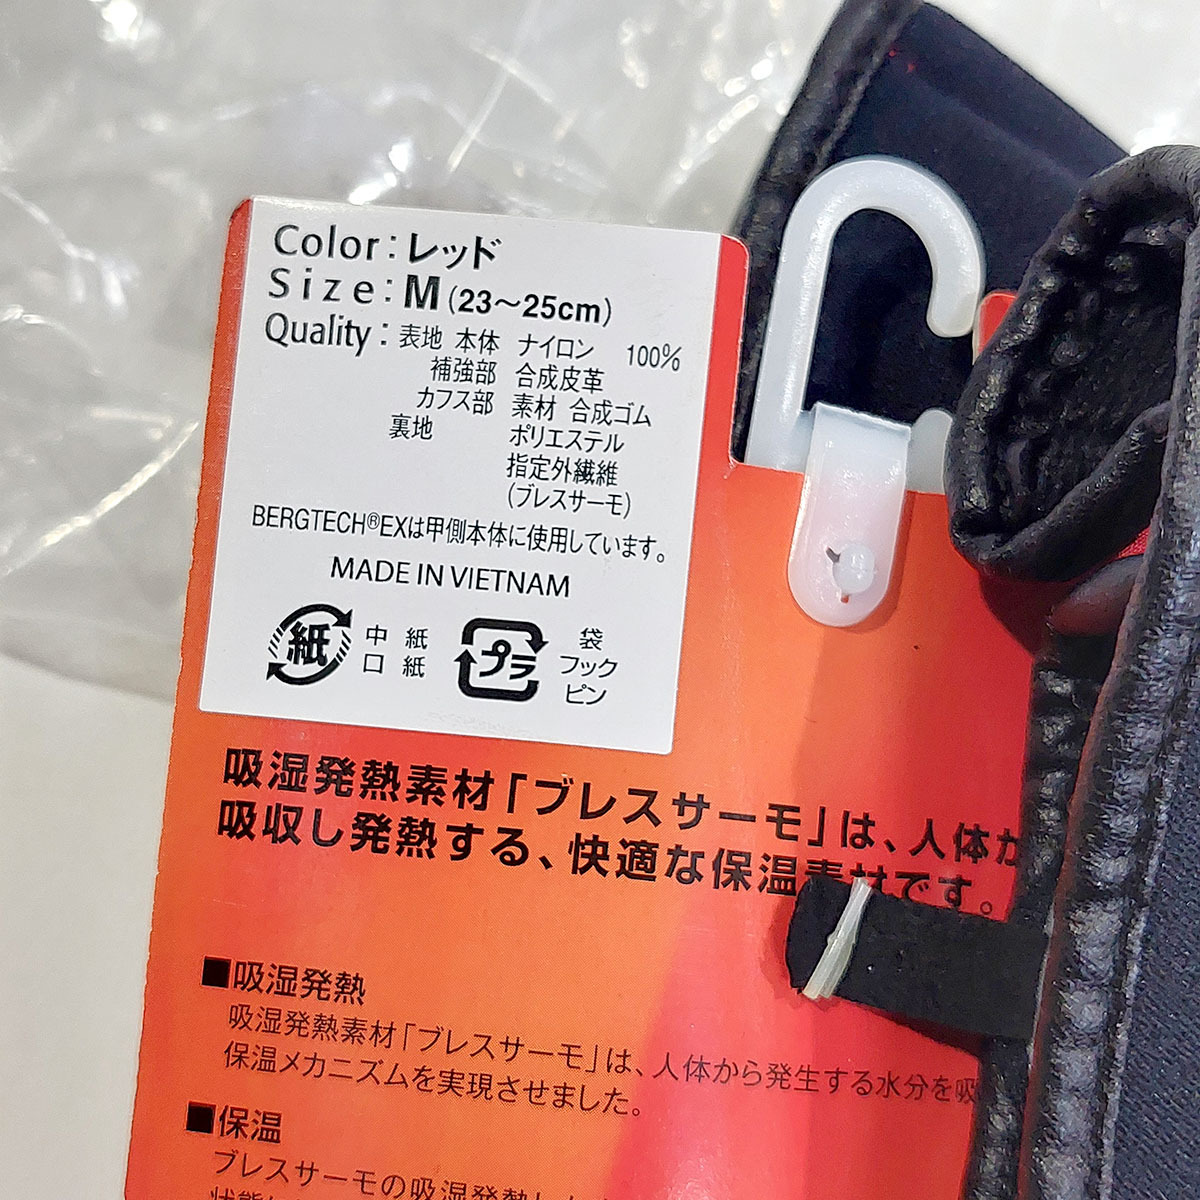 Color:レッド
Size:M(23〜25cm)
Quality:表地 本体 ナイロン 100%
補強部 合成皮革
カフス部 素材 合成ゴム
裏地 ポリエステル
指定外繊維
(ブレスサーモ)
BERGTECH®EXは甲側本体に使用しています。
MADE IN VIETNAM
紙 中紙 プラ 袋
口紙 フック
ピン
吸湿発熱素材「ブレスサーモ」は、人体か
吸収し発熱する、快適な保温素材です。
■吸湿発熱
吸湿発熱素材「ブレスサーモ」は、人体から発生する水分を吸
保温メカニズムを実現させました。
■保温
ブレスサーモの吸湿発熱
状態